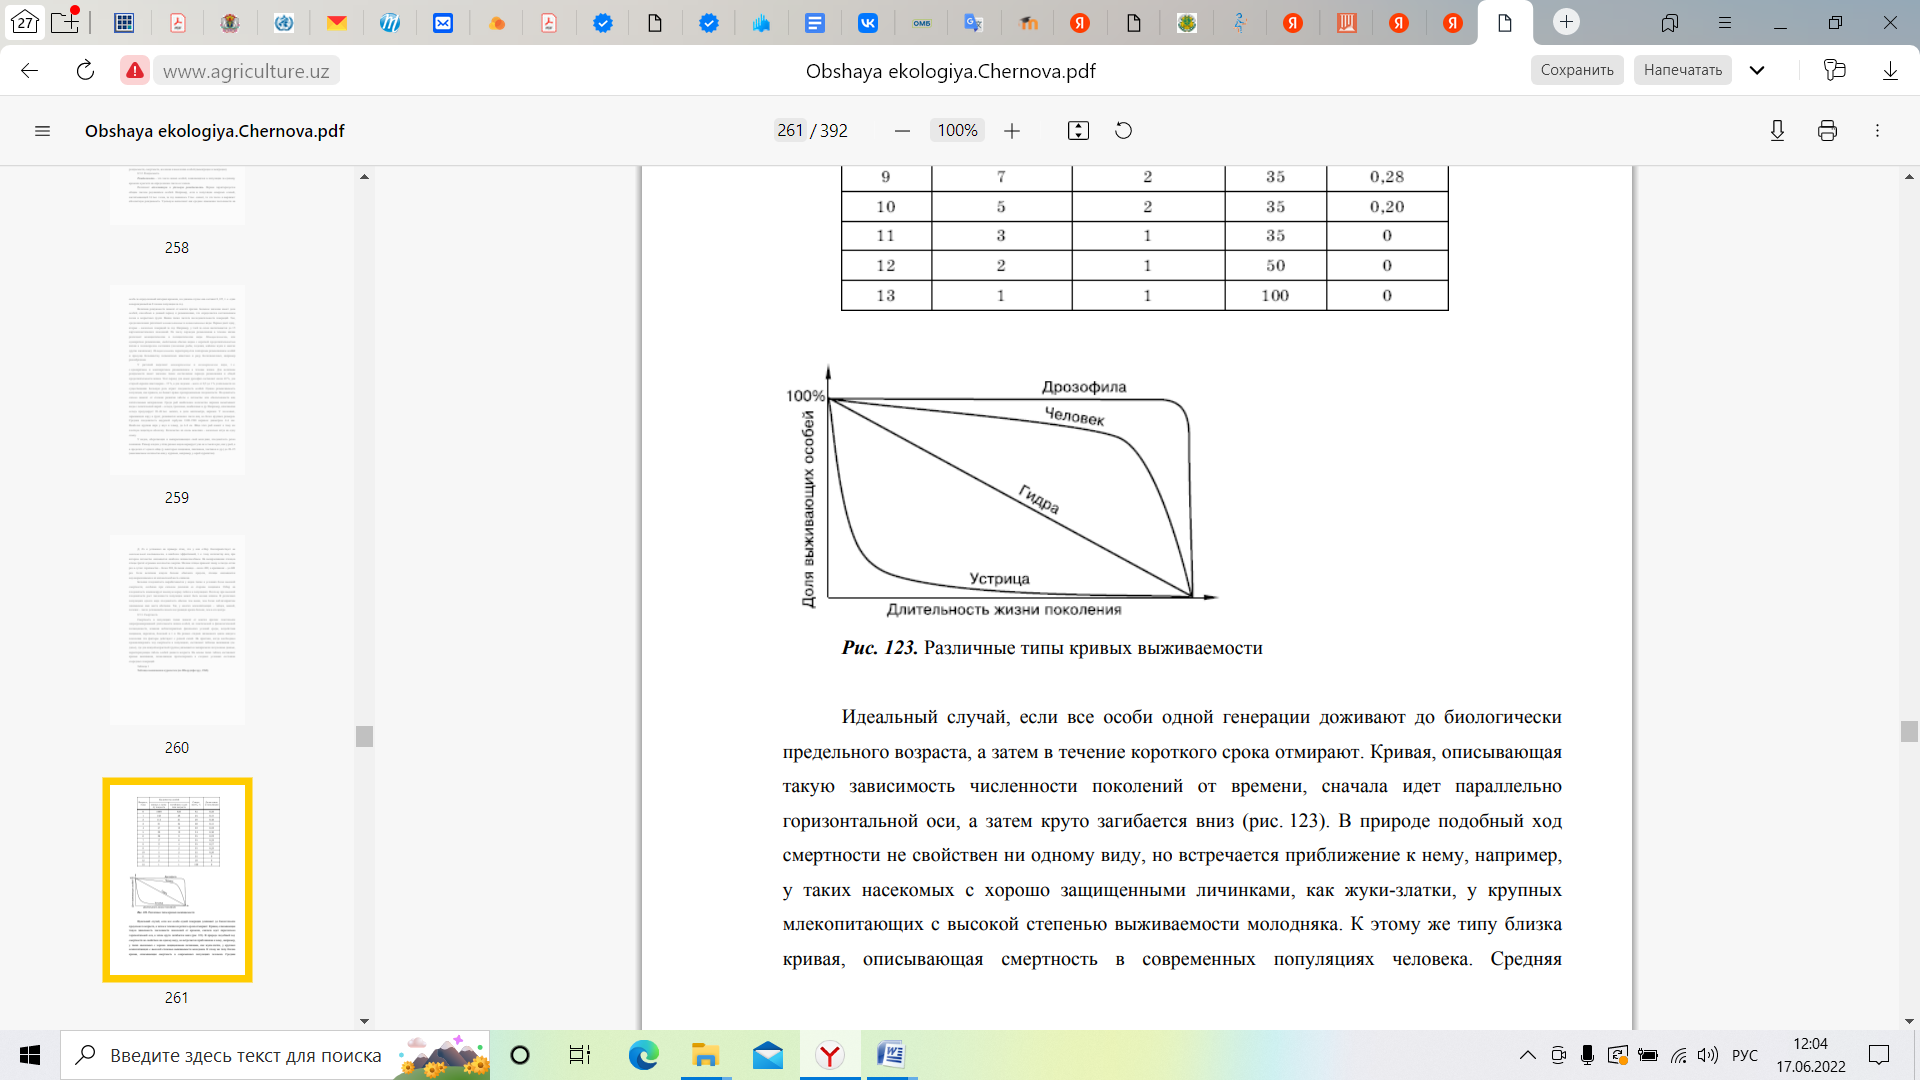 27
ОМБ
www.agriculture.uz
Obshaya ekologiya.Chernova.pdf
Сохранить
Напечатать
Obshaya ekologiya.Chernova.pdf
261 / 392
100%
258
259
260
261
9 7 2 35 0,28
10 5 2 35 0,20
11 3 1 35 0
12 2 1 50 0
13 1 1 100 0
100%
Доля выживающих особей
Дрозофила
Человек
Гидра
Устрица
Длительность жизни поколения
Рис. 123. Различные типы кривых выживаемости
Идеальный случай, если все особи одной генерации доживают до биологически
предельного возраста, а затем в течение короткого срока отмирают. Кривая, описывающая
такую зависимость численности поколений от времени, сначала идет параллельно
горизонтальной оси, а затем круто загибается вниз (рис. 123). В природе подобный ход
смертности не свойствен ни одному виду, но встречается приближение к нему, например,
у таких насекомых с хорошо защищенными личинками, как жуки-златки, у крупных
млекопитающих с высокой степенью выживаемости молодняка. К этому же типу близка
кривая, описывающая смертность в современных популяциях человека. Средняя
Введите здесь текст для поиска
РУС
12:04
17.06.2022